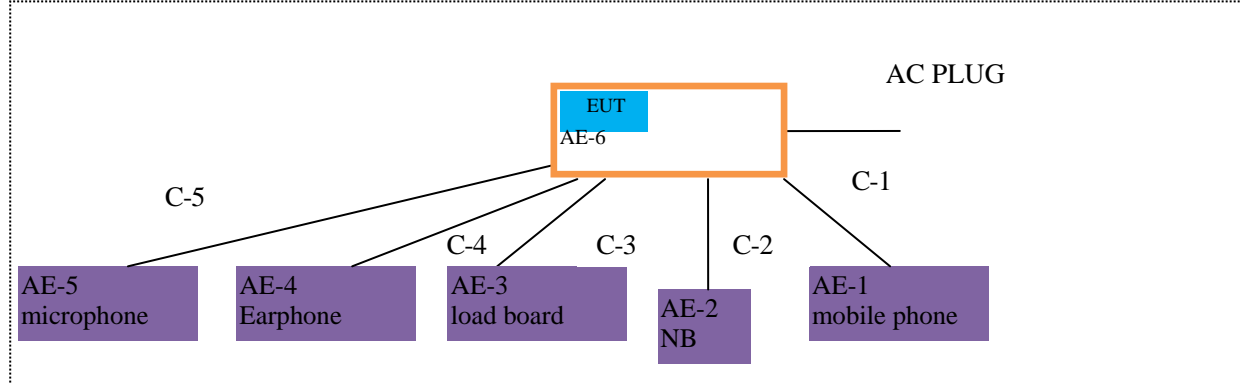 AC PLUG
EUT
AE-6
C-1
C-5
C-4
C-3
C-2
AE-5
microphone
AE-4
Earphone
AE-3
load board
AE-2
NB
AE-1
mobile phone